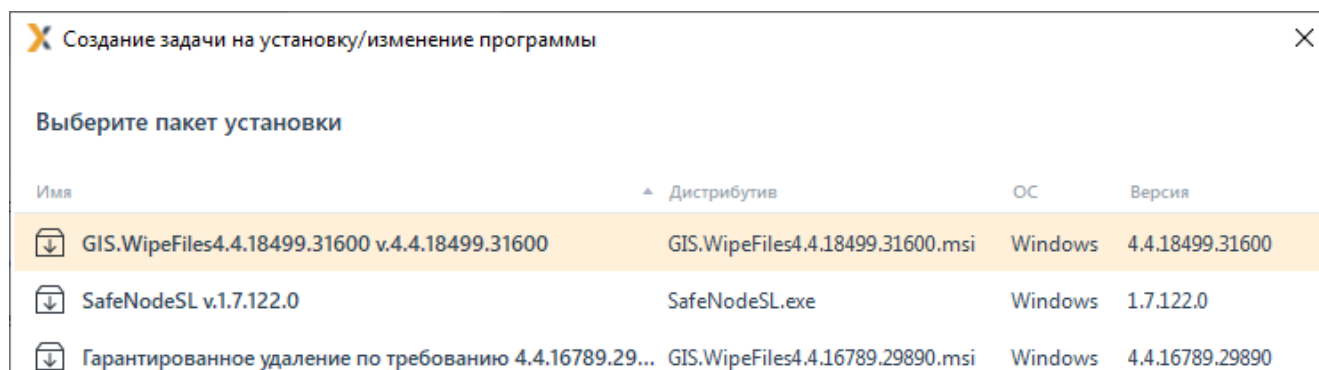 Создание задачи на установку/изменение программы
Выберите пакет установки
Имя Дистрибутив ОС Версия
GIS.WipeFiles4.4.18499.31600 v.4.4.18499.31600 GIS.WipeFiles4.4.18499.31600.msi Windows 4.4.18499.31600
SafeNodeSL v.1.7.122.0 SafeNodeSL.exe Windows 1.7.122.0
Гарантированное удаление по требованию 4.4.16789.29... GIS.WipeFiles4.4.16789.29890.msi Windows 4.4.16789.29890